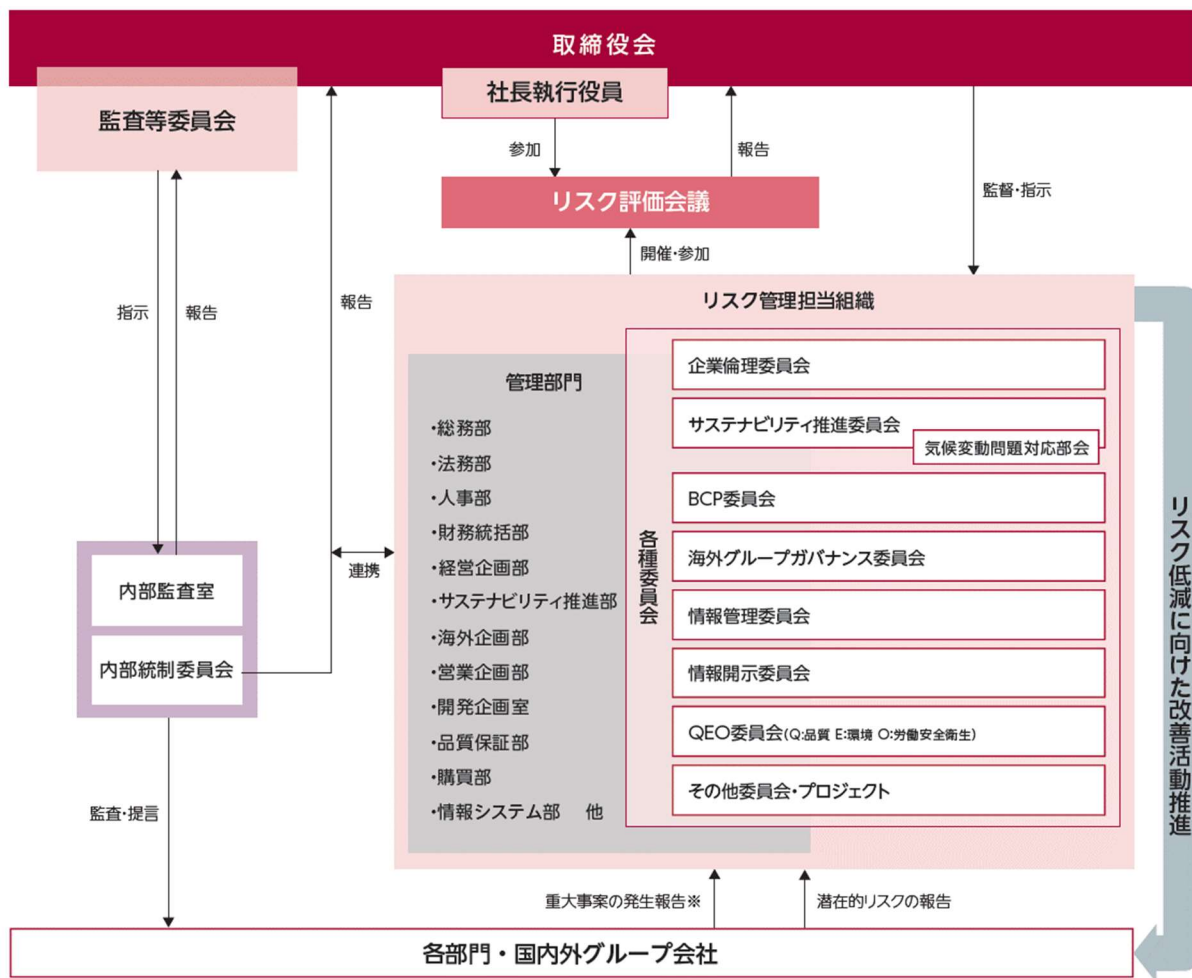 取締役会
社長執行役員
監査等委員会
参加
報告
リスク評価会議
監督・指示
開催・参加
指示
報告
報告
リスク管理担当組織
管理部門
・総務部
・法務部
・人事部
・財務統括部
・経営企画部
・サステナビリティ推進部
・海外企画部
・営業企画部
・開発企画室
・品質保証部
・購買部
・情報システム部 他
各種委員会
企業倫理委員会
サステナビリティ推進委員会
気候変動問題対応部会
BCP委員会
海外グループガバナンス委員会
情報管理委員会
情報開示委員会
QEO委員会(Q:品質 E:環境 O:労働安全衛生)
その他委員会・プロジェクト
連携
内部監査室
内部統制委員会
監査・提言
リスク低減に向けた改善活動推進
重大事案の発生報告※
潜在的リスクの報告
各部門・国内外グループ会社